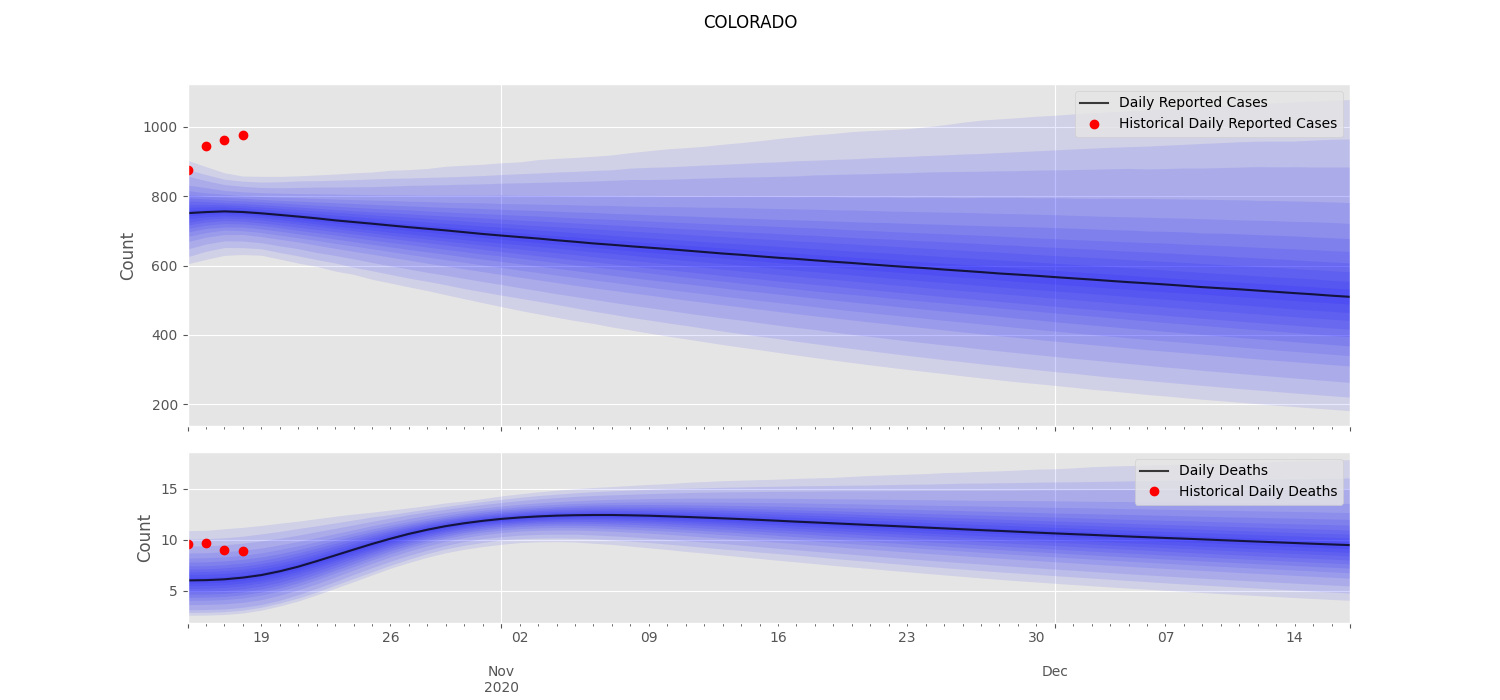 COLORADO
Count
1000
800
600
400
200
Daily Reported Cases
Historical Daily Reported Cases
Count
15
10
5
Daily Deaths
Historical Daily Deaths
19 26 02 09 16 23 30 07 14
Nov Dec
2020